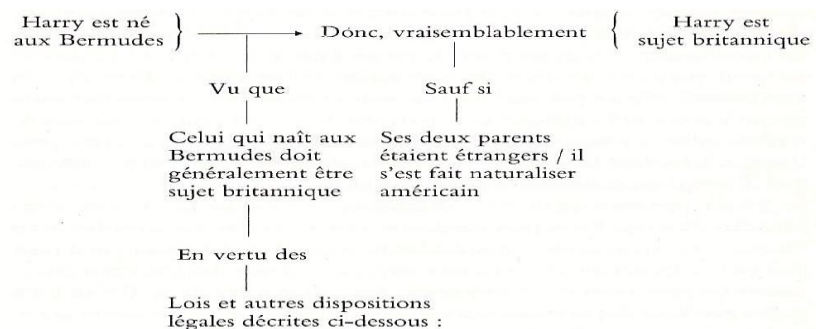 Harry est né
aux Bermudes
Dónc, vraisemblablement
Harry est
sujet britannique
Vu que
Sauf si
Celui qui naît aux
Bermudes doit
généralement être
sujet britannique
Ses deux parents
étaient étrangers / il
s'est fait naturaliser
américain
En vertu des
Lois et autres dispositions
légales décrites ci-dessous :